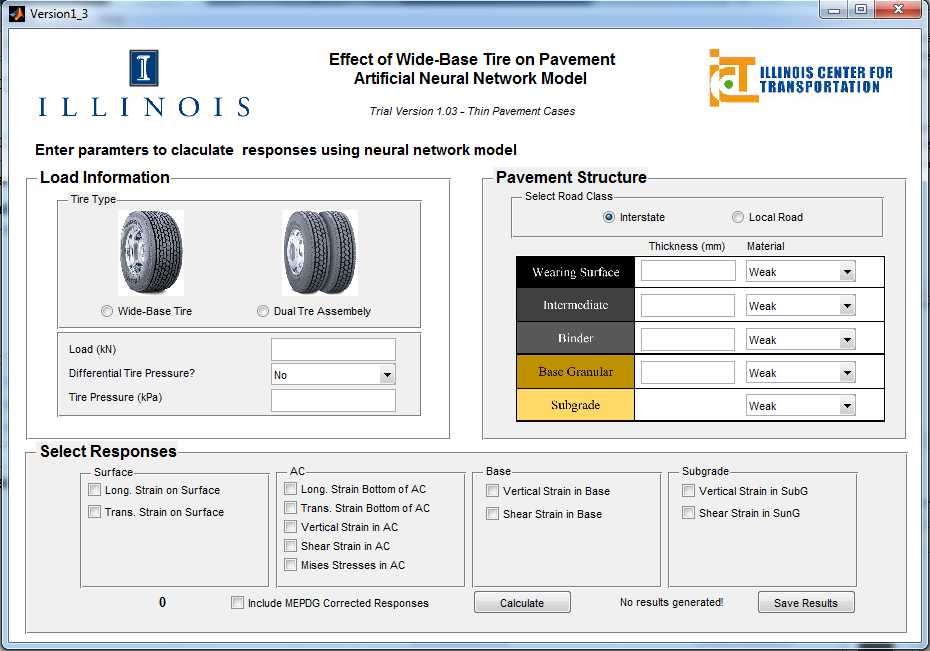 Version1_3
I
ILLINOIS
Effect of Wide-Base Tire on Pavement
Artificial Neural Network Model
Trial Version 1.03 - Thin Pavement Cases
ICT
ILLINOIS CENTER FOR
TRANSPORTATION
Enter paramters to claculate responses using neural network model
Load Information
Tire Type
Wide-Base Tire
Dual Tre Assembely
Load (kN)
Differential Tire Pressure?
No
Tire Pressure (kPa)
Pavement Structure
Select Road Class
Interstate
Local Road
Thickness (mm)
Material
Wearing Surface
Weak
Intermediate
Weak
Binder
Weak
Base Granular
Weak
Subgrade
Weak
Select Responses
Surface
Long. Strain on Surface
Trans. Strain on Surface
AC
Long. Strain Bottom of AC
Trans. Strain Bottom of AC
Vertical Strain in AC
Shear Strain in AC
Mises Stresses in AC
Base
Vertical Strain in Base
Shear Strain in Base
Subgrade
Vertical Strain in SubG
Shear Strain in SunG
0
Include MEPDG Corrected Responses
Calculate
No results generated!
Save Results